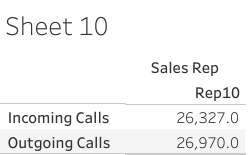 Sheet 10
Sales Rep
Rep10
Incoming Calls 26,327.0
Outgoing Calls 26,970.0